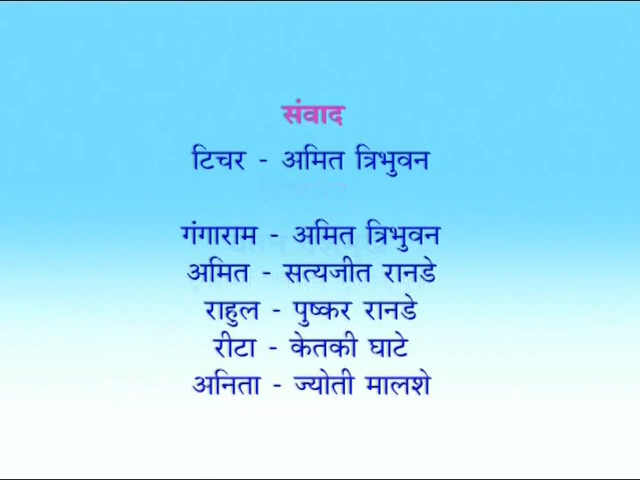 संवाद
टिचर - अमित त्रिभुवन
गंगाराम - अमित त्रिभुवन
अमित - सत्यजीत रानडे
राहुल - पुष्कर रानडे
रीटा - केतकी घाटे
अनिता - ज्योती मालशे